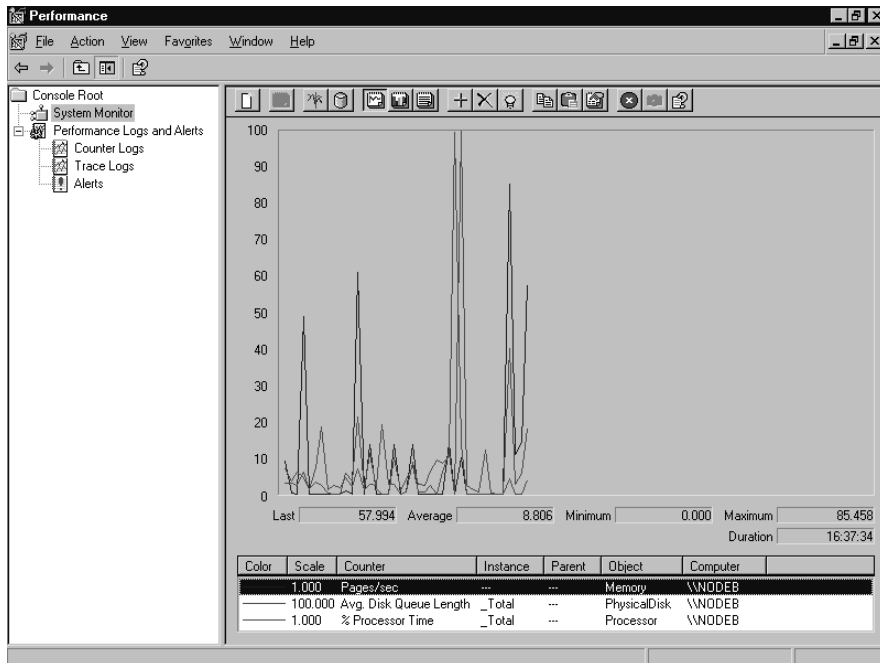 Performance
File Action View Favorites Window Help
Console Root
System Monitor
Performance Logs and Alerts
Counter Logs
Trace Logs
Alerts
100
90
80
70
60
50
40
30
20
10
0
Last 57.994 Average 8.806 Minimum 0.000 Maximum 85.458
Duration 16:37:34
Color Scale Counter Instance Parent Object Computer
1.000 Pages/sec --- --- Memory \\NODEB
100.000 Avg. Disk Queue Length _Total --- PhysicalDisk \\NODEB
1.000 % Processor Time _Total --- Processor \\NODEB